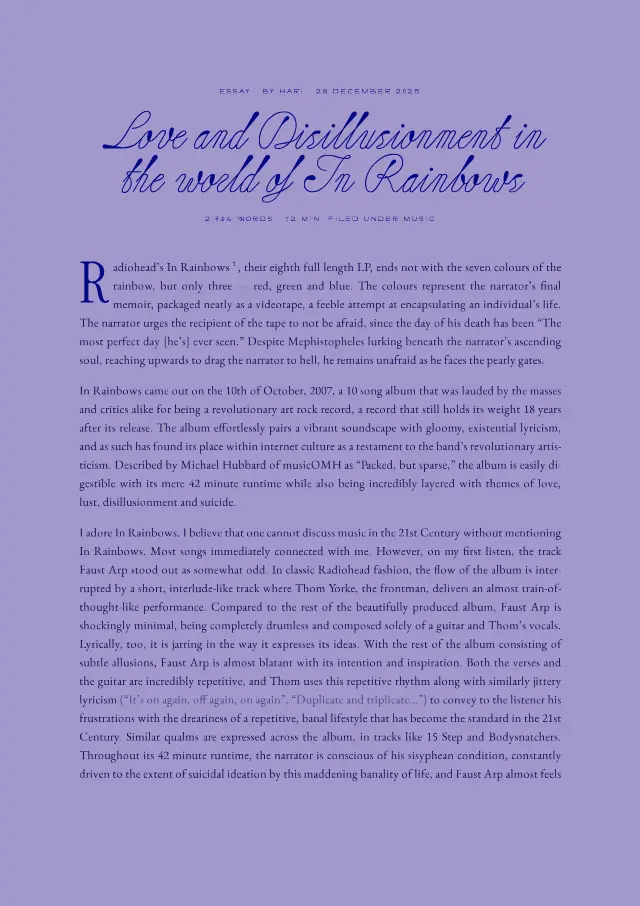 ESSAY BY HARI 28 DECEMBER 2025
Love and Disillusionment in
the world of In Rainbows
2,744 WORDS 12 MIN FILED UNDER MUSIC
Radiohead's In Rainbows 1, their eighth full length LP, ends not with the seven colours of the
rainbow, but only three — red, green and blue. The colours represent the narrator's final
memoir, packaged neatly as a videotape, a feeble attempt at encapsulating an individual's life.
The narrator urges the recipient of the tape to not be afraid, since the day of his death has been “The
most perfect day [he's] ever seen.” Despite Mephistopheles lurking beneath the narrator's ascending
soul, reaching upwards to drag the narrator to hell, he remains unafraid as he faces the pearly gates.
In Rainbows came out on the 10th of October, 2007, a 10 song album that was lauded by the masses
and critics alike for being a revolutionary art rock record, a record that still holds its weight 18 years
after its release. The album effortlessly pairs a vibrant soundscape with gloomy, existential lyricism,
and as such has found its place within internet culture as a testament to the band's revolutionary artis-
ticism. Described by Michael Hubbard of musicOMH as “Packed, but sparse,” the album is easily di-
gestible with its mere 42 minute runtime while also being incredibly layered with themes of love,
lust, disillusionment and suicide.
I adore In Rainbows. I believe that one cannot discuss music in the 21st Century without mentioning
In Rainbows. Most songs immediately connected with me. However, on my first listen, the track
Faust Arp stood out as somewhat odd. In classic Radiohead fashion, the flow of the album is inter-
rupted by a short, interlude-like track where Thom Yorke, the frontman, delivers an almost train-of-
thought-like performance. Compared to the rest of the beautifully produced album, Faust Arp is
shockingly minimal, being completely drumless and composed solely of a guitar and Thom's vocals.
Lyrically, too, it is jarring in the way it expresses its ideas. With the rest of the album consisting of
subtle allusions, Faust Arp is almost blatant with its intention and inspiration. Both the verses and
the guitar are incredibly repetitive, and Thom uses this repetitive rhythm along with similarly jittery
lyricism (“It's on again, off again, on again”, “Duplicate and triplicate...”) to convey to the listener his
frustrations with the dreariness of a repetitive, banal lifestyle that has become the standard in the 21st
Century. Similar qualms are expressed across the album, in tracks like 15 Step and Bodysnatchers.
Throughout its 42 minute runtime, the narrator is conscious of his sisyphean condition, constantly
driven to the extent of suicidal ideation by this maddening banality of life, and Faust Arp almost feels